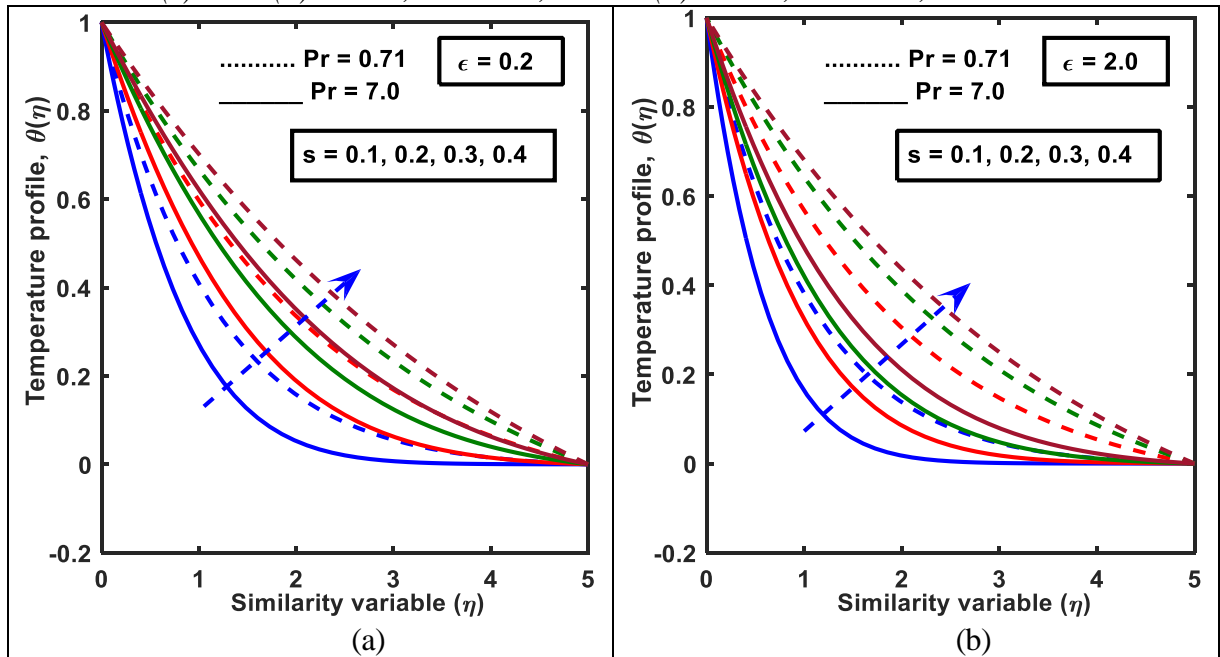 1
0.8
0.6
0.4
0.2
0
-0.2
Temperature profile, θ(η)
........... Pr = 0.71
Pr = 7.0
ϵ = 0.2
s = 0.1, 0.2, 0.3, 0.4
0 1 2 3 4 5
Similarity variable (η)
(a)
1
0.8
0.6
0.4
0.2
0
-0.2
Temperature profile, θ(η)
........... Pr = 0.71
Pr = 7.0
ϵ = 2.0
s = 0.1, 0.2, 0.3, 0.4
0 1 2 3 4 5
Similarity variable (η)
(b)